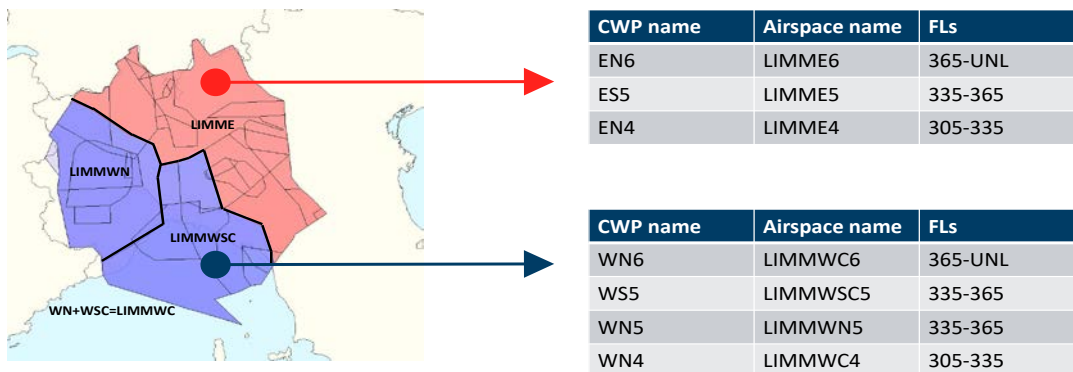 LIMME
LIMMWN
LIMMWSC
WN+WSC=LIMMWC
CWP name Airspace name FLs
EN6 LIMME6 365-UNL
ES5 LIMME5 335-365
EN4 LIMME4 305-335
CWP name Airspace name FLs
WN6 LIMMWC6 365-UNL
WS5 LIMMWSC5 335-365
WN5 LIMMWN5 335-365
WN4 LIMMWC4 305-335